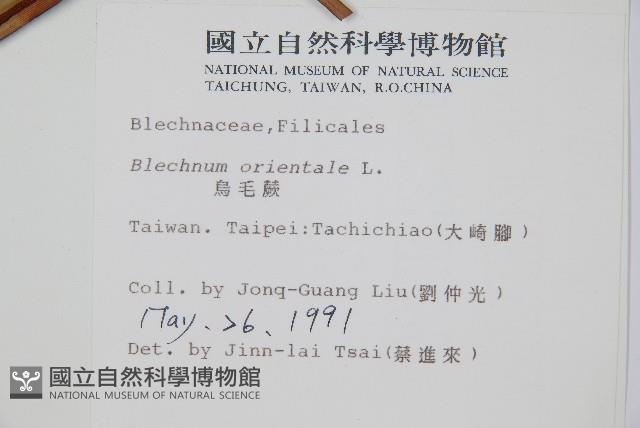 國立自然科學博物館
NATIONAL MUSEUM OF NATURAL SCIENCE
TAICHUNG, TAIWAN, R.O.CHINA
Blechnaceae,Filicales
Blechnum orientale L.
烏毛蕨
Taiwan. Taipei:Tachichiao(大崎腳)
Coll. by Jonq-Guang Liu(劉仲光)
May. 26. 1991
Det. by Jinn-lai Tsai(蔡進來)
國立自然科學博物館
NATIONAL MUSEUM OF NATURAL SCIENCE